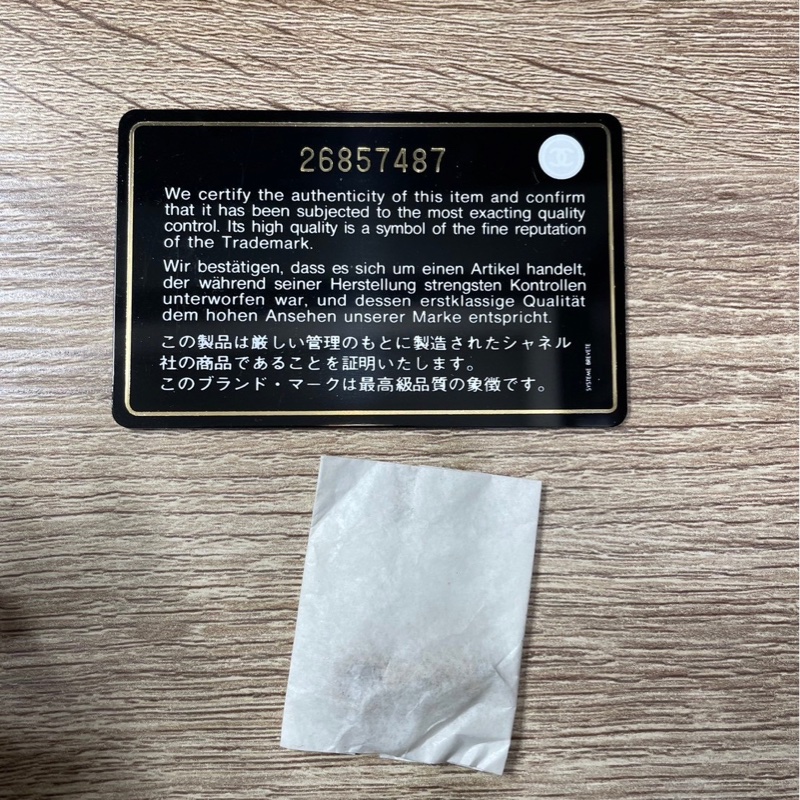 26857487
We certify the authenticity of this item and confirm
that it has been subjected to the most exacting quality
control. Its high quality is a symbol of the fine reputation
of the Trademark.
Wir bestätigen, dass es sich um einen Artikel handelt,
der während seiner Herstellung strengsten Kontrollen
unterworfen war, und dessen erstklassige Qualität
dem hohen Ansehen unserer Marke entspricht.
この製品は厳しい管理のもとに製造されたシャネル
社の商品であることを証明いたします。
このブランド・マークは最高級品質の象徴です。
SYSTEME BREVETE